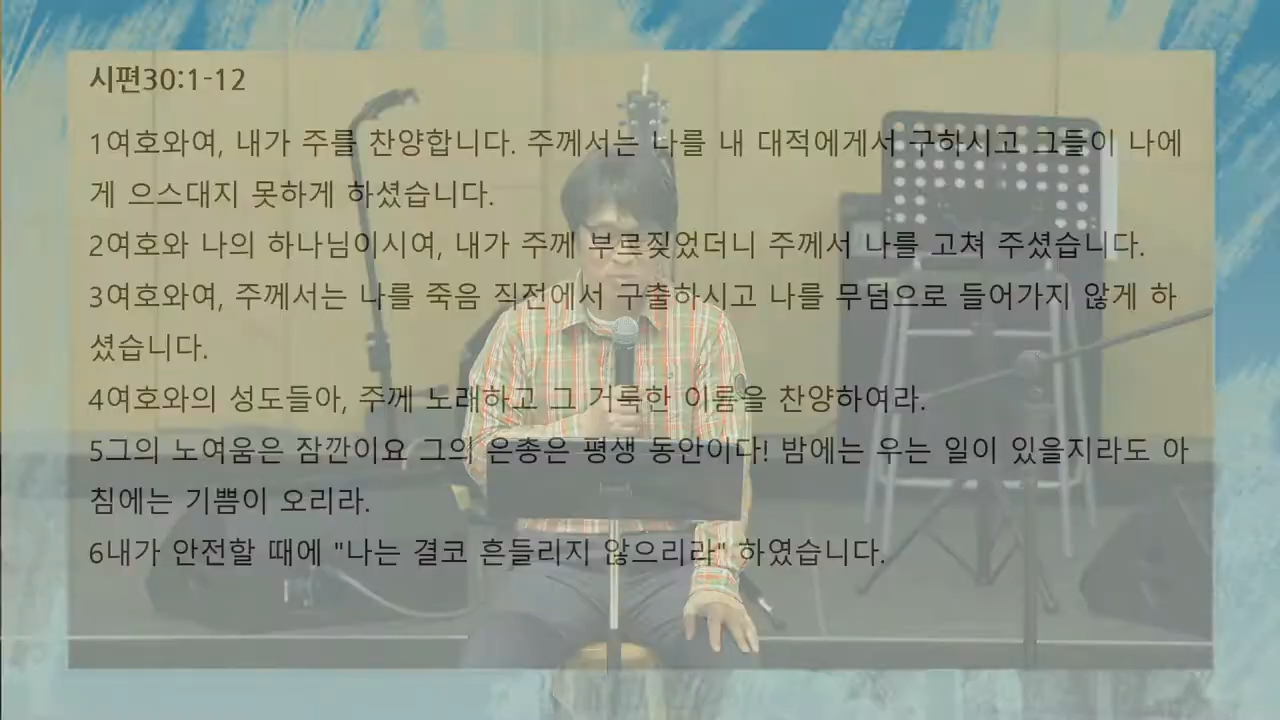 시편30:1-12
1여호와여, 내가 주를 찬양합니다. 주께서는 나를 내 대적에게서 구하시고 그들이 나에
게 으스대지 못하게 하셨습니다.
2여호와 나의 하나님이시여, 내가 주께 부르짖었더니 주께서 나를 고쳐 주셨습니다.
3여호와여, 주께서는 나를 죽음 직전에서 구출하시고 나를 무덤으로 들어가지 않게 하
셨습니다.
4여호와의 성도들아, 주께 노래하고 그 거룩한 이름을 찬양하여라.
5그의 노여움은 잠깐이요 그의 은총은 평생 동안이다! 밤에는 우는 일이 있을지라도 아
침에는 기쁨이 오리라.
6내가 안전할 때에 "나는 결코 흔들리지 않으리라" 하였습니다.